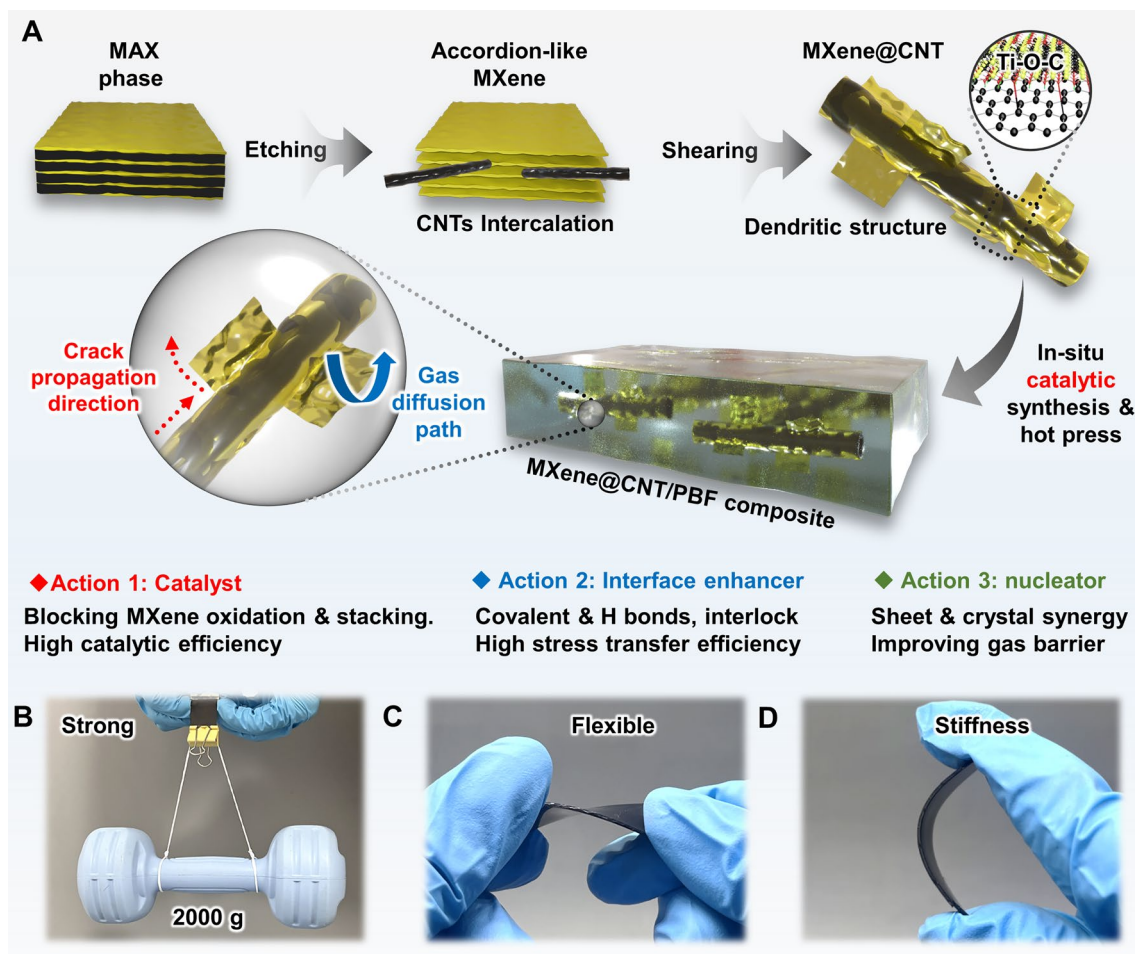 A
MAX
phase
Etching
Accordion-like
MXene
CNTs Intercalation
Shearing
MXene@CNT
Ti-O-C
Dendritic structure
Crack
propagation
direction
Gas
diffusion
path
In-situ
catalytic
synthesis &
hot press
MXene@CNT/PBF composite
◆Action 1: Catalyst
Blocking MXene oxidation & stacking.
High catalytic efficiency
◆ Action 2: Interface enhancer
Covalent & H bonds, interlock
High stress transfer efficiency
◆ Action 3: nucleator
Sheet & crystal synergy
Improving gas barrier
B
Strong
2000 g
C
Flexible
D
Stiffness